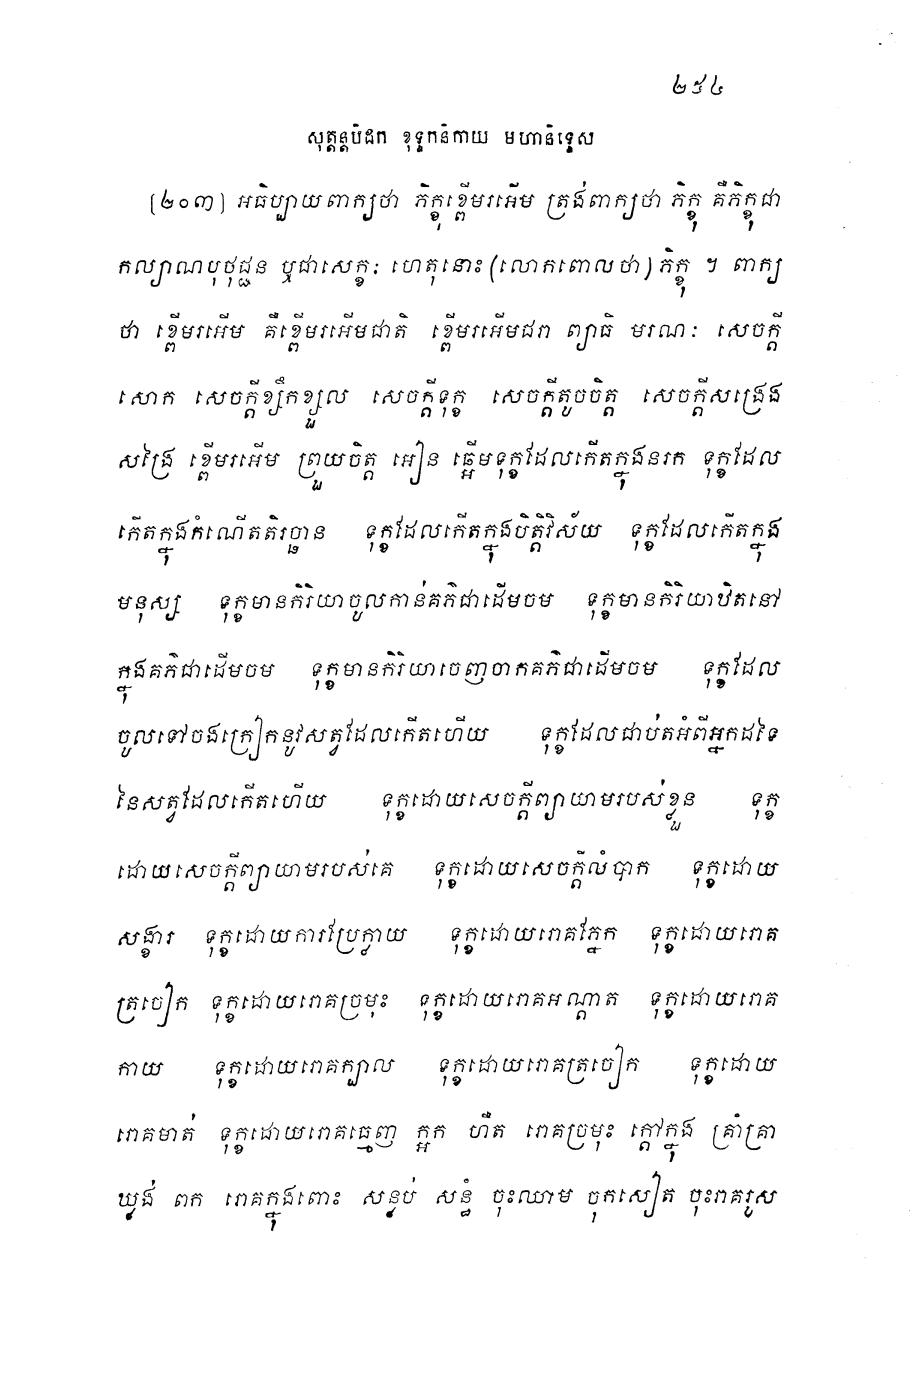 ២៥៤
សុត្តន្តបិដក ខុទ្ទកនិកាយ មហានិទ្ទេស
(២០៣) អធិប្បាយពាក្យថា ភិក្ខុខ្ពើមរអើម ត្រង់ពាក្យថា ភិក្ខុ គឺភិក្ខុជា
កល្យាណបុថុជ្ជន ឬជាសេក្ខៈ ហេតុនោះ (លោកពោលថា) ភិក្ខុ ។ ពាក្យ
ថា ខ្ពើមរអើម គឺខ្ពើមរអើមជាតិ ខ្ពើមរអើមជរា ព្យាធិ មរណៈ សេចក្តី
សោក សេចក្តីខ្សឹកខ្សួល សេចក្តីទុក្ខ សេចក្តីតូចចិត្ត សេចក្តីសង្រេង
សង្រៃ ខ្ពើមរអើម ព្រួយចិត្ត អៀន ធ្អើមទុក្ខដែលកើតក្នុងនរក ទុក្ខដែល
កើតក្នុងកំណើតតិរច្ឆាន ទុក្ខដែលកើតក្នុងបិត្តិវិស័យ ទុក្ខដែលកើតក្នុង
មនុស្ស ទុក្ខមានកិរិយាចូលកាន់គភ៌ជាដើមចម ទុក្ខមានកិរិយាឋិតនៅ
ក្នុងគភ៌ជាដើមចម ទុក្ខមានកិរិយាចេញចាកគភ៌ជាដើមចម ទុក្ខដែល
ចូលទៅចងក្រៀកនូវសត្វដែលកើតហើយ ទុក្ខដែលជាប់តអំពីអ្នកដទៃ
នៃសត្វដែលកើតហើយ ទុក្ខដោយសេចក្តីព្យាយាមរបស់ខ្លួន ទុក្ខ
ដោយសេចក្តីព្យាយាមរបស់គេ ទុក្ខដោយសេចក្តីលំបាក ទុក្ខដោយ
សង្ខារ ទុក្ខដោយការប្រែក្លាយ ទុក្ខដោយរោគភ្នែក ទុក្ខដោយរោគ
ត្រចៀក ទុក្ខដោយរោគច្រមុះ ទុក្ខដោយរោគអណ្តាត ទុក្ខដោយរោគ
កាយ ទុក្ខដោយរោគក្បាល ទុក្ខដោយរោគត្រចៀក ទុក្ខដោយ
រោគមាត់ ទុក្ខដោយរោគធ្មេញ ក្អក ហឺត រោគច្រមុះ ក្តៅក្នុង គ្រាំគ្រា
ឃ្លង់ ពក រោគក្នុងពោះ សន្លប់ សន្ធំ ចុះឈាម ចុកសៀត ចុះរាគរូស